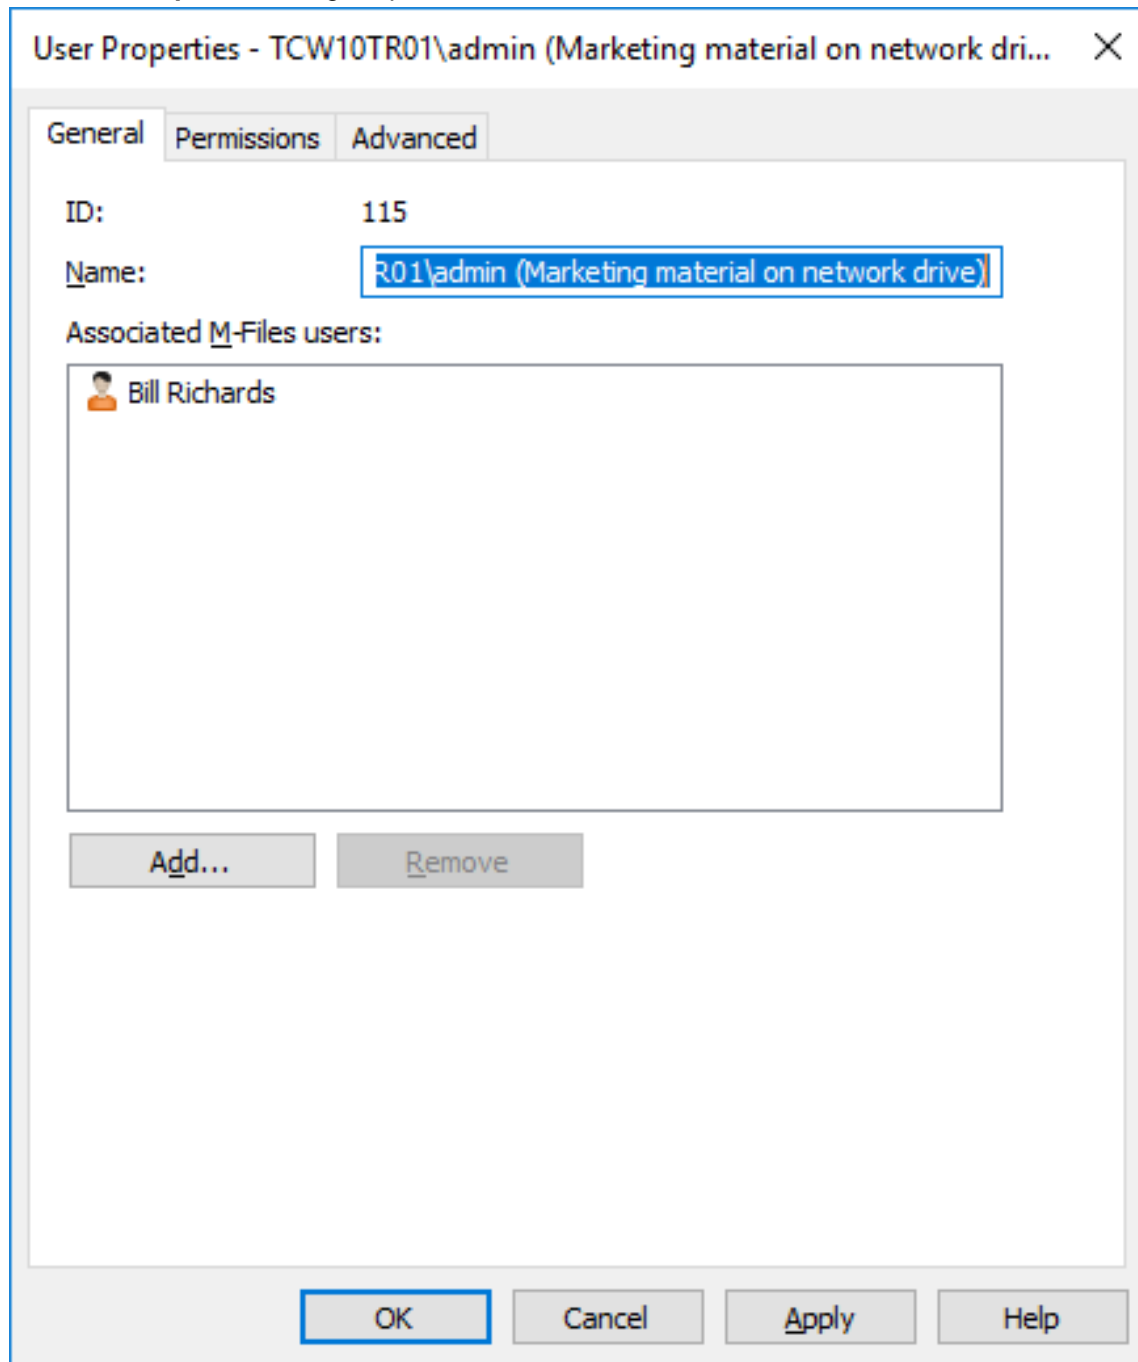 User Properties - TCW10TR01\admin (Marketing material on network dri...
General Permissions Advanced
ID: 115
Name: R01\admin (Marketing material on network drive)
Associated M-Files users:
Bill Richards
Add... Remove
OK Cancel Apply Help